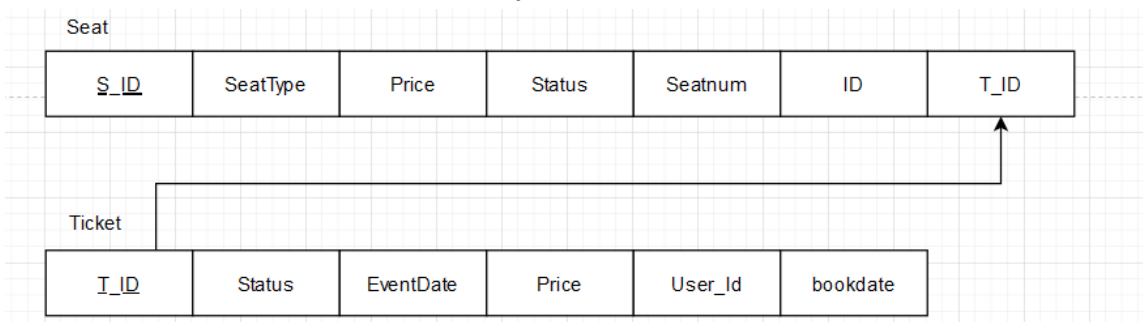 Seat
S_ID SeatType Price Status Seatnum ID T_ID
Ticket
T_ID Status EventDate Price User_Id bookdate